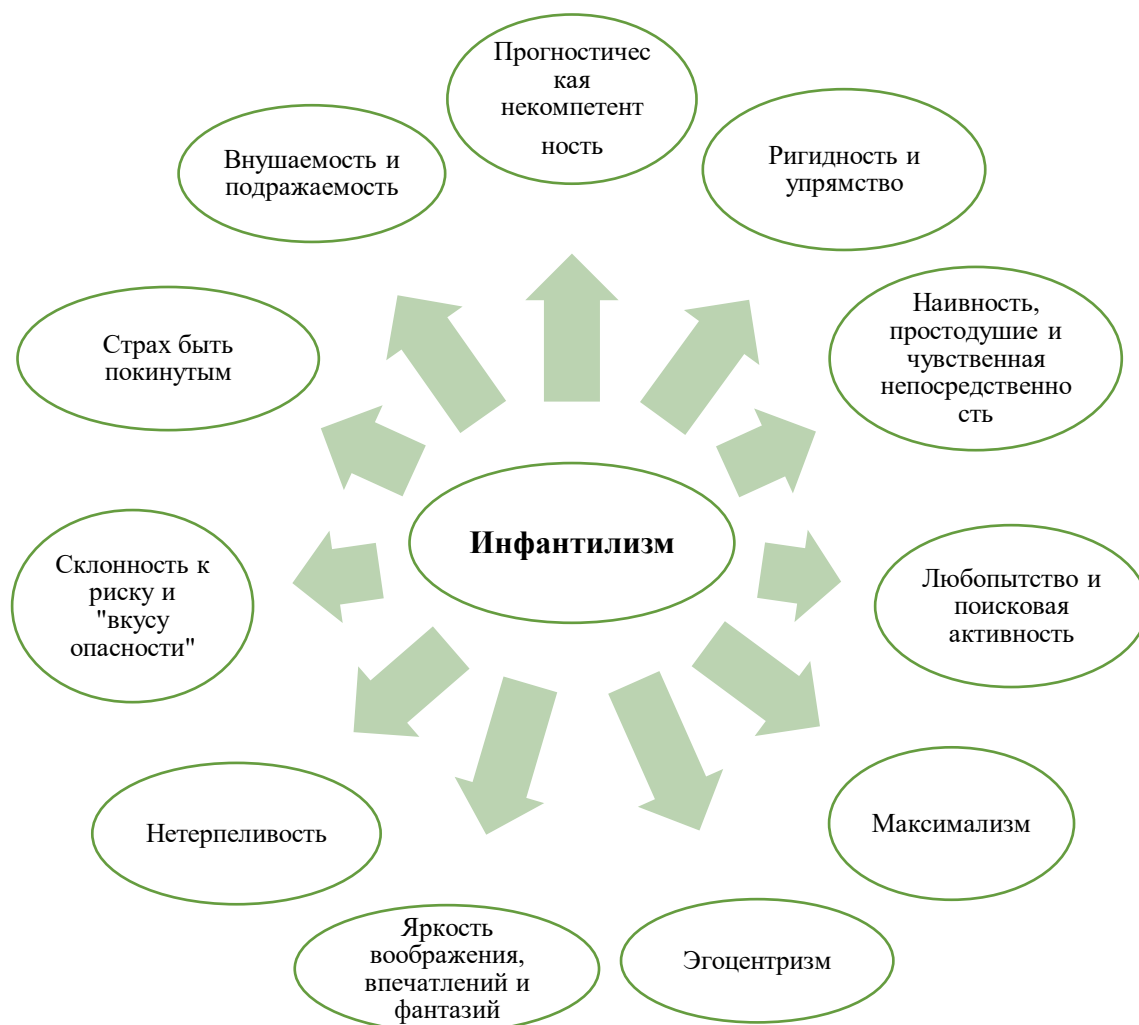 Прогностичес
кая
некомпетент
ность
Ригидность и
упрямство
Наивность,
простодушие и
чувственная
непосредственно
сть
Любопытство и
поисковая
активность
Максимализм
Эгоцентризм
Яркость
воображения,
впечатлений и
фантазий
Нетерпеливость
Склонность к
риску и
"вкусу
опасности"
Страх быть
покинутым
Внушаемость и
подражаемость
Инфантилизм